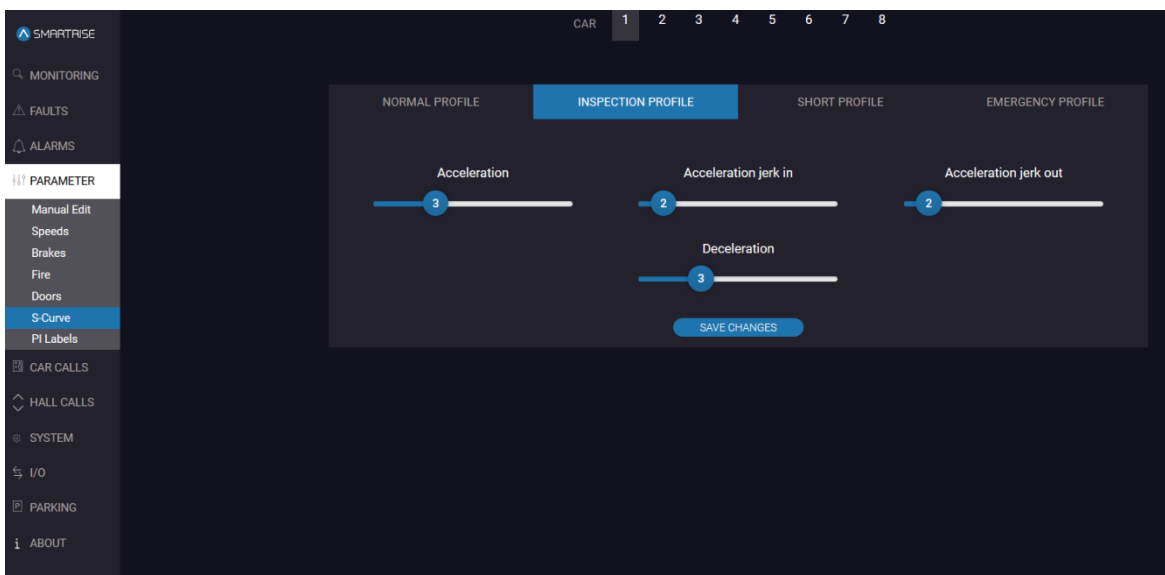 SMARTRISE
CAR 1 2 3 4 5 6 7 8
MONITORING
FAULTS
ALARMS
PARAMETER
Manual Edit
Speeds
Brakes
Fire
Doors
S-Curve
PI Labels
CAR CALLS
HALL CALLS
SYSTEM
I/O
P PARKING
i ABOUT
NORMAL PROFILE INSPECTION PROFILE SHORT PROFILE EMERGENCY PROFILE
Acceleration Acceleration jerk in Acceleration jerk out
3 2 2
Deceleration
3
SAVE CHANGES